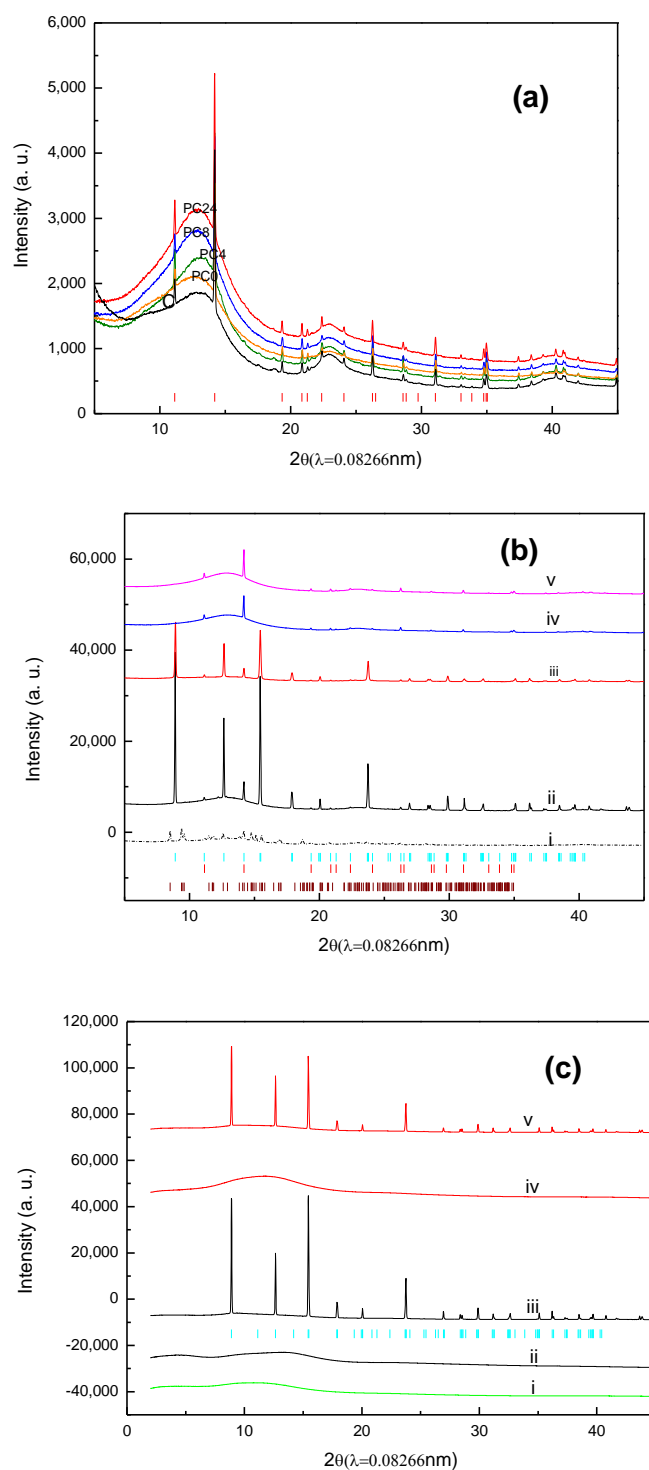 6,000
(a)
5,000
4,000
Intensity (a. u.)
3,000
PC24
PC8
PC4
PC0
C
2,000
1,000
0
10 20 30 40
2θ(λ=0.08266nm)
(b)
60,000
v
iv
40,000
iii
Intensity (a. u.)
20,000
ii
i
0
10 20 30 40
2θ(λ=0.08266nm)
120,000
100,000
(c)
80,000
v
60,000
iv
40,000
Intensity (a. u.)
20,000
0
iii
-20,000
ii
-40,000
i
0 10 20 30 40
2θ(λ=0.08266nm)